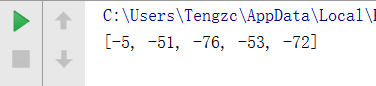 C:\Users\Tengzc\AppData\Local\
[-5, -51, -76, -53, -72]